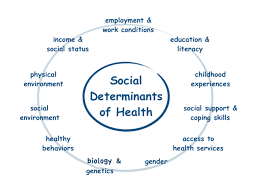 employment &
work conditions
income &
social status
education &
literacy
physical
environment
childhood
experiences
Social
Determinants
of Health
social
environment
social support &
coping skills
healthy
behaviors
access to
health services
biology &
genetics
gender